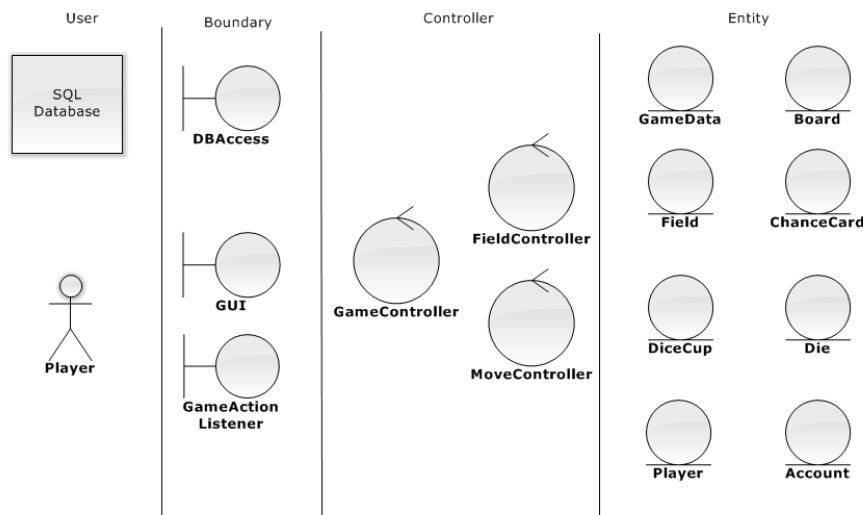 User
Boundary
Controller
Entity
SQL
Database
DBAccess
GameData
Board
FieldController
Field
ChanceCard
GUI
GameController
Player
GameAction
Listener
MoveController
DiceCup
Die
Player
Account